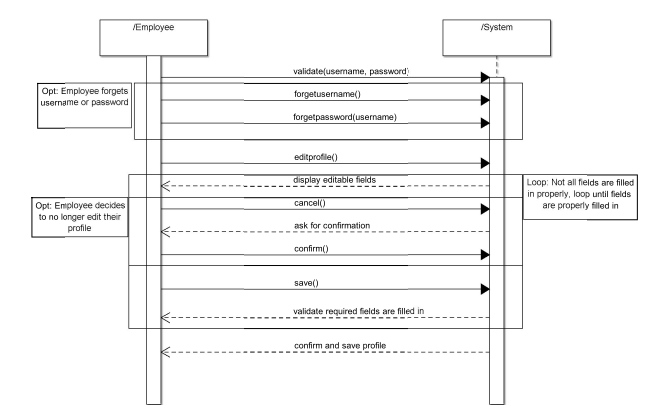 /Employee
/System
validate(username, password)
Opt: Employee forgets
username or password
forgetusername()
forgetpassword(username)
editprofile()
display editable fields
Loop: Not all fields are filled
in properly, loop until fields
are properly filled in
Opt: Employee decides
to no longer edit their
profile
cancel()
ask for confirmation
confirm()
save()
validate required fields are filled in
confirm and save profile